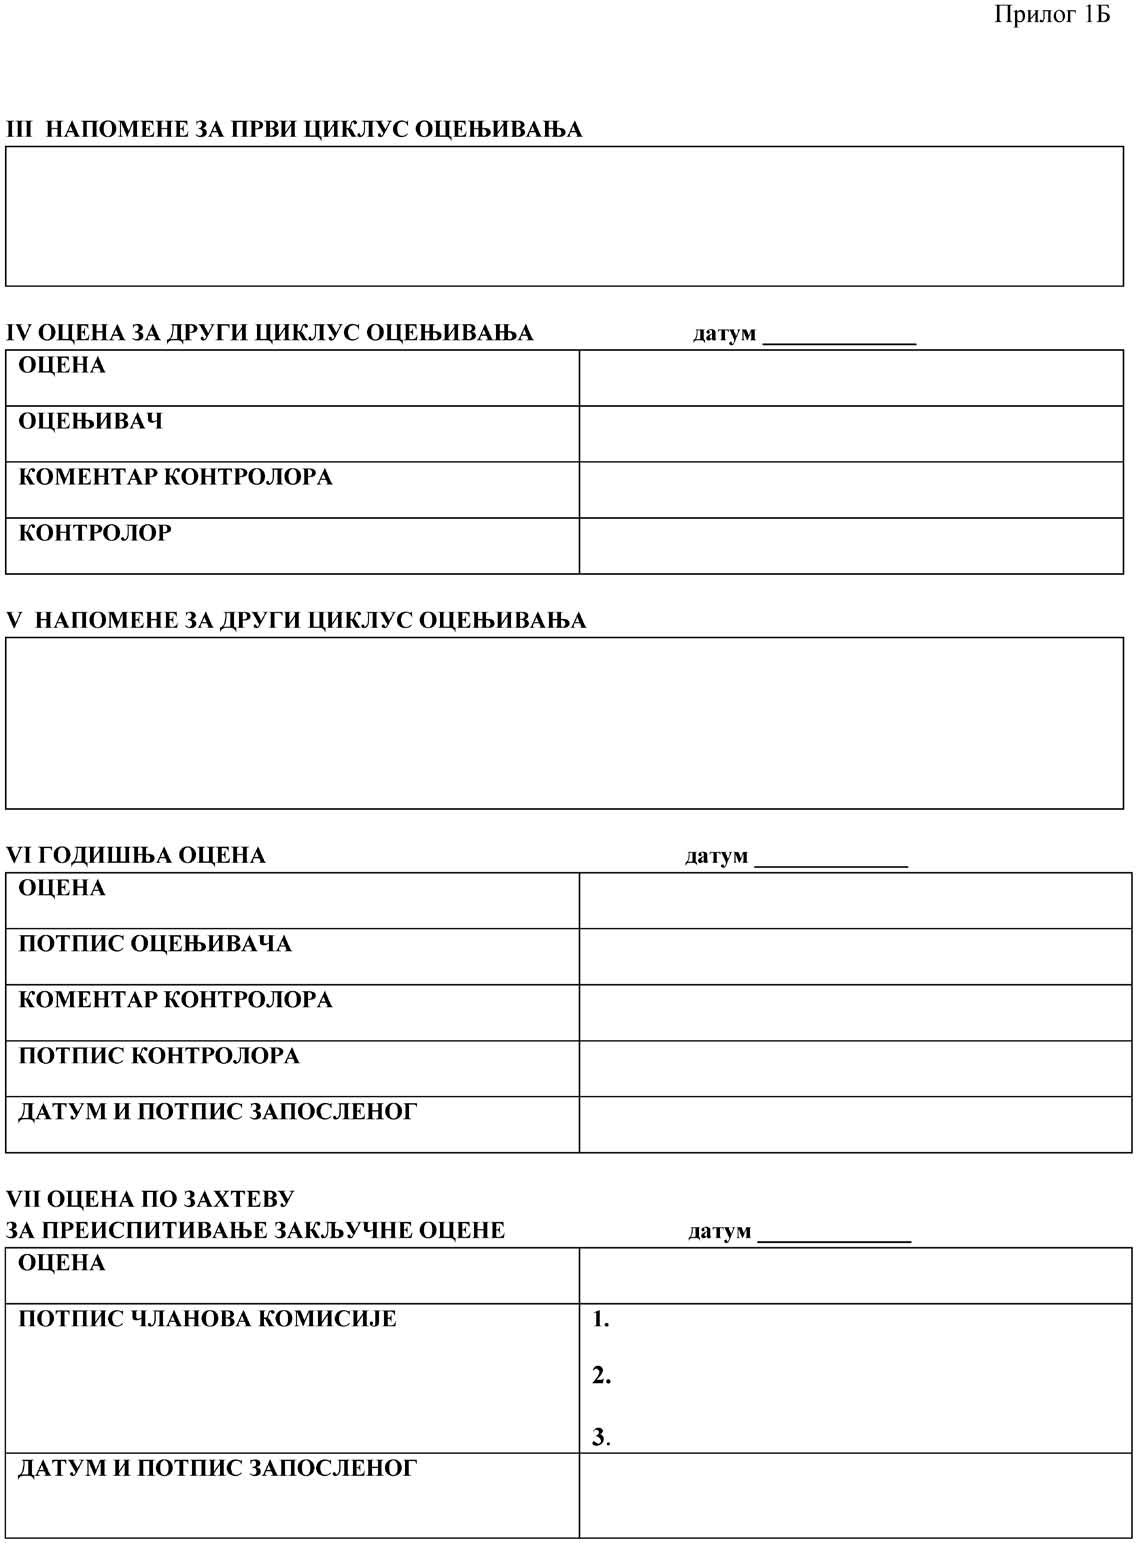 Прилог 1Б
III НАПОМЕНЕ ЗА ПРВИ ЦИКЛУС ОЦЕЊИВАЊА
IV ОЦЕНА ЗА ДРУГИ ЦИКЛУС ОЦЕЊИВАЊА датум _____________
ОЦЕНА
ОЦЕЊИВАЧ
КОМЕНТАР КОНТРОЛОРА
КОНТРОЛОР
V НАПОМЕНЕ ЗА ДРУГИ ЦИКЛУС ОЦЕЊИВАЊА
VI ГОДИШЊА ОЦЕНА датум _____________
ОЦЕНА
ПОТПИС ОЦЕЊИВАЧА
КОМЕНТАР КОНТРОЛОРА
ПОТПИС КОНТРОЛОРА
ДАТУМ И ПОТПИС ЗАПОСЛЕНОГ
VII ОЦЕНА ПО ЗАХТЕВУ
ЗА ПРЕИСПИТИВАЊЕ ЗАКЉУЧНЕ ОЦЕНЕ датум _____________
ОЦЕНА
ПОТПИС ЧЛАНОВА КОМИСИЈЕ 1.
2.
3.
ДАТУМ И ПОТПИС ЗАПОСЛЕНОГ